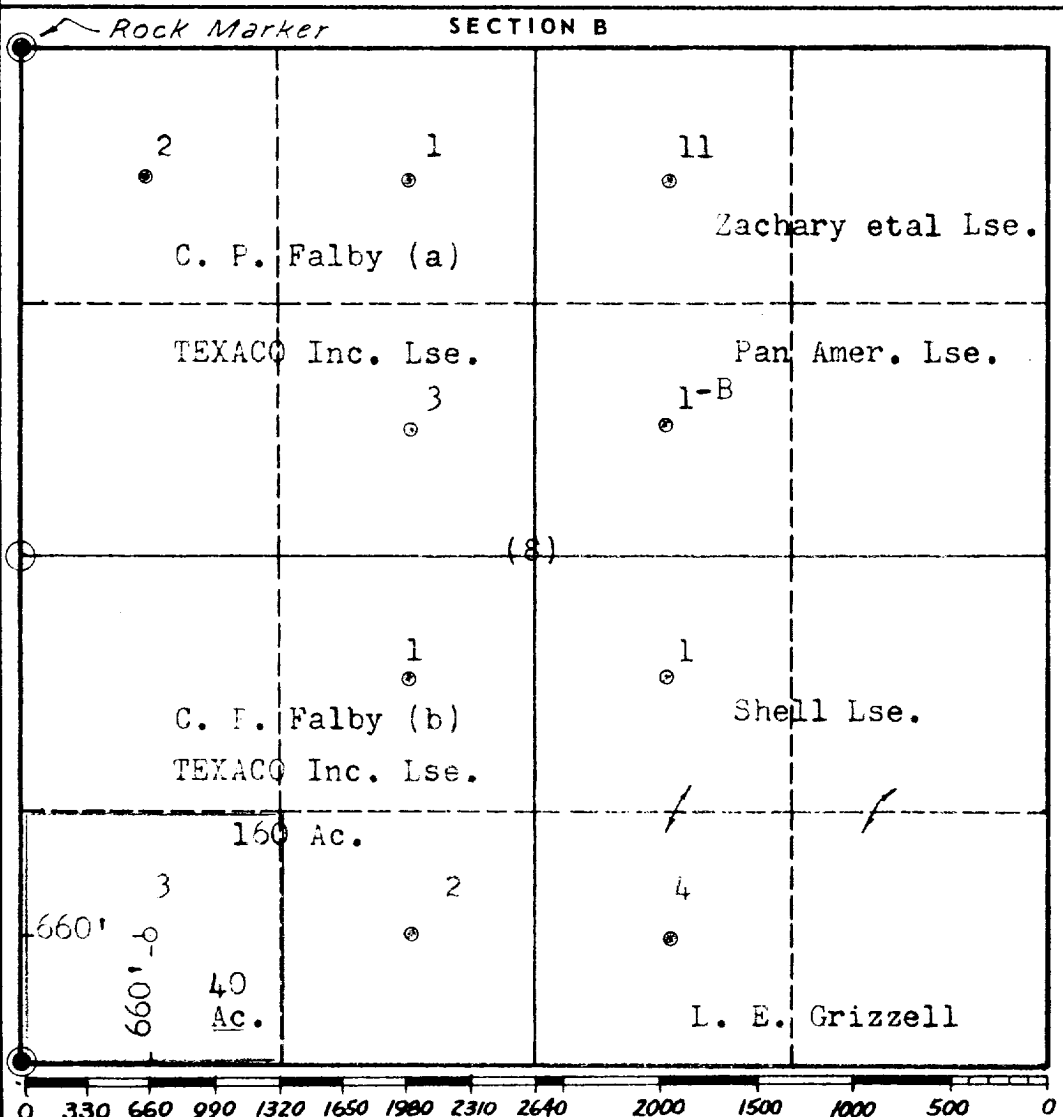 Rock Marker SECTION B
2 1 11
Zachary etal Lse.
C. P. Falby (a)
TEXACO Inc. Lse. Pan Amer. Lse.
3 1-B
(8)
1 1
C. P. Falby (b) Shell Lse.
TEXACO Inc. Lse.
160 Ac.
3 2 4
660'
660'
40
Ac.
L. E. Grizzell
0 330 660 990 1320 1650 1980 2310 2640 2000 1500 1000 500 0